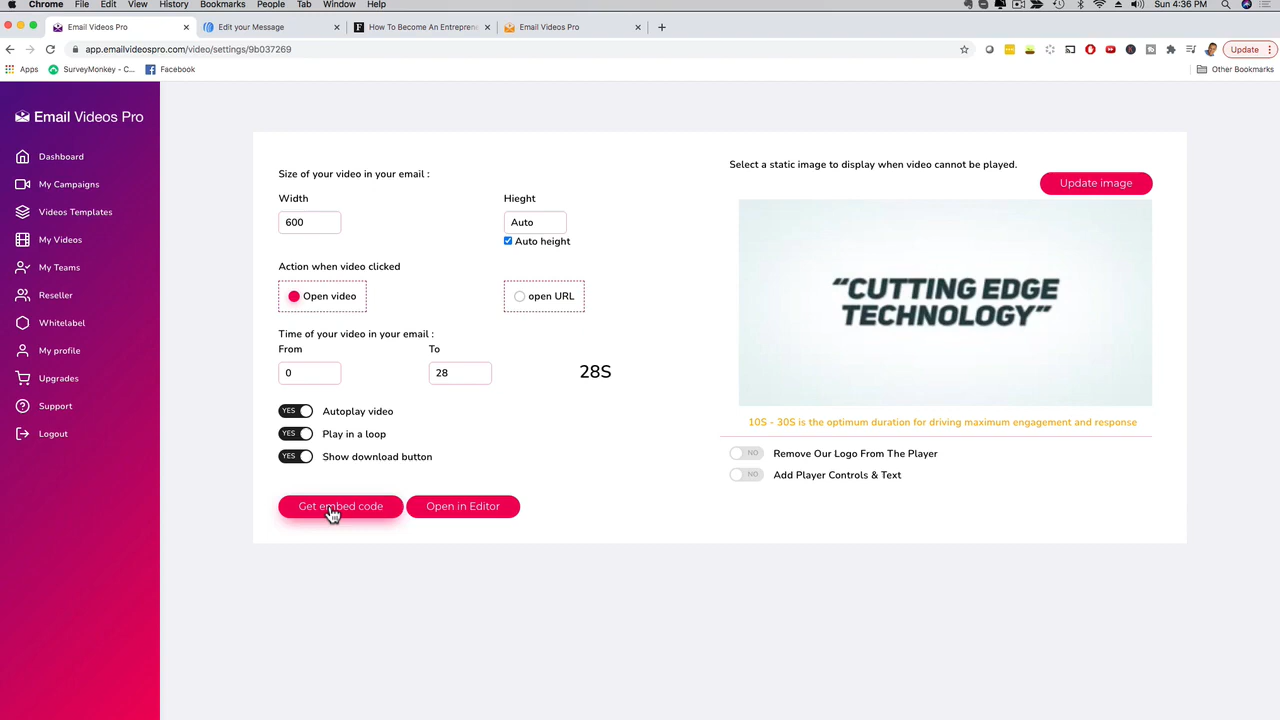 Chrome File Edit View History Bookmarks People Tab Window Help Sun 4:36 PM
Email Videos Pro Edit your Message How To Become An Entreprene Email Videos Pro
app.emailvideospro.com/video/settings/9b037269 Update
Apps SurveyMonkey - C... Facebook Other Bookmarks
Email Videos Pro
Dashboard
My Campaigns
Videos Templates
My Videos
My Teams
Reseller
Whitelabel
My profile
Upgrades
Support
Logout
Size of your video in your email :
Width Hieght
600 Auto
Auto height
Action when video clicked
Open video open URL
Time of your video in your email :
From To
0 28 28S
YES Autoplay video
YES Play in a loop
YES Show download button
Get embed code Open in Editor
Select a static image to display when video cannot be played.
Update image
“CUTTING EDGE
TECHNOLOGY”
10S - 30S is the optimum duration for driving maximum engagement and response
NO Remove Our Logo From The Player
NO Add Player Controls & Text